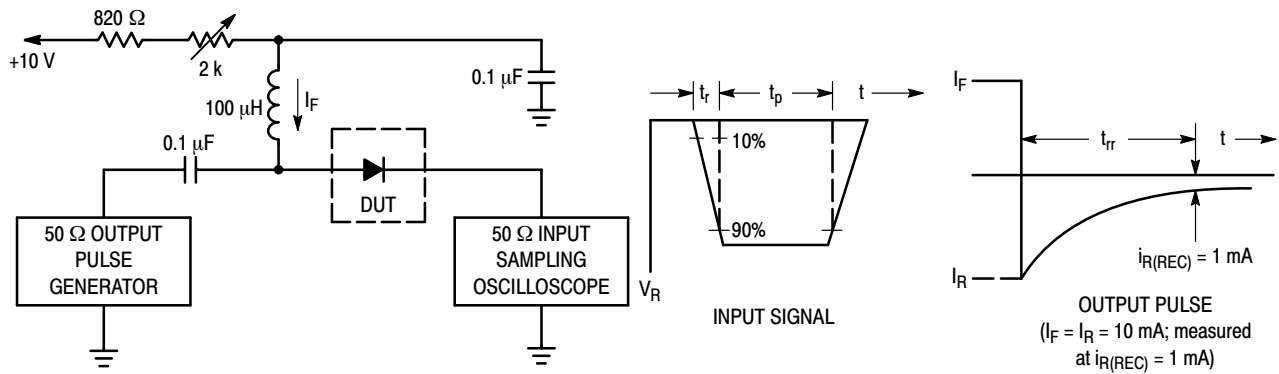 820 Ω
+10 V
2 k
100 μH
I_F
0.1 μF
0.1 μF
DUT
50 Ω OUTPUT
PULSE
GENERATOR
50 Ω INPUT
SAMPLING
OSCILLOSCOPE
t_r
t_p
t
10%
90%
V_R
INPUT SIGNAL
I_F
t_rr
t
I_R
i_R(REC) = 1 mA
OUTPUT PULSE
(I_F = I_R = 10 mA; measured
at i_R(REC) = 1 mA)